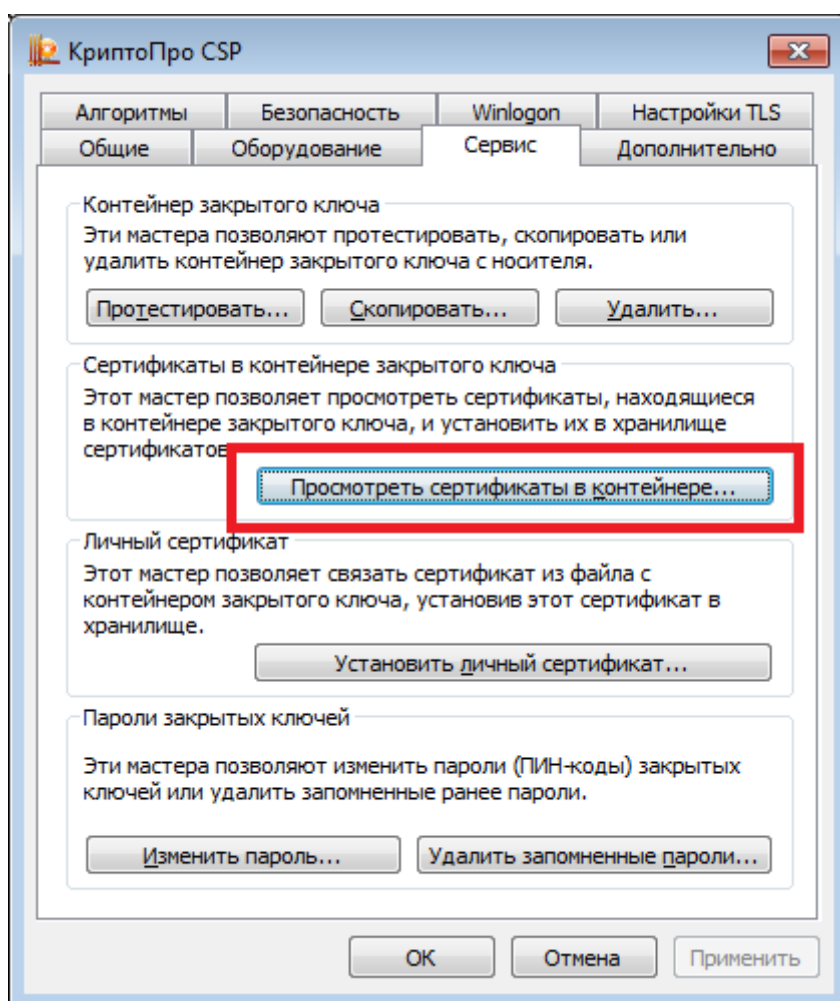 КриптоПро CSP
Алгоритмы Безопасность Winlogon Настройки TLS
Общие Оборудование Сервис Дополнительно
Контейнер закрытого ключа
Эти мастера позволяют протестировать, скопировать или
удалить контейнер закрытого ключа с носителя.
Протестировать... Скопировать... Удалить...
Сертификаты в контейнере закрытого ключа
Этот мастер позволяет просмотреть сертификаты, находящиеся
в контейнере закрытого ключа, и установить их в хранилище
сертификатов
Просмотреть сертификаты в контейнере...
Личный сертификат
Этот мастер позволяет связать сертификат из файла с
контейнером закрытого ключа, установив этот сертификат в
хранилище.
Установить личный сертификат...
Пароли закрытых ключей
Эти мастера позволяют изменить пароли (ПИН-коды) закрытых
ключей или удалить запомненные ранее пароли.
Изменить пароль... Удалить запомненные пароли...
ОК Отмена Применить